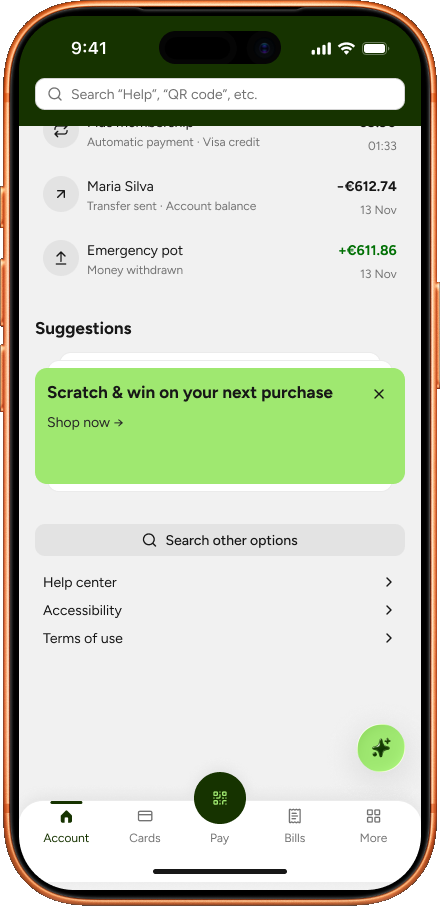 9:41
Search “Help”, “QR code”, etc.
Automatic payment · Visa credit
01:33
Maria Silva
-€612.74
Transfer sent · Account balance
13 Nov
Emergency pot
+€611.86
Money withdrawn
13 Nov
Suggestions
Scratch & win on your next purchase
Shop now →
Search other options
Help center
Accessibility
Terms of use
Account
Cards
Pay
Bills
More